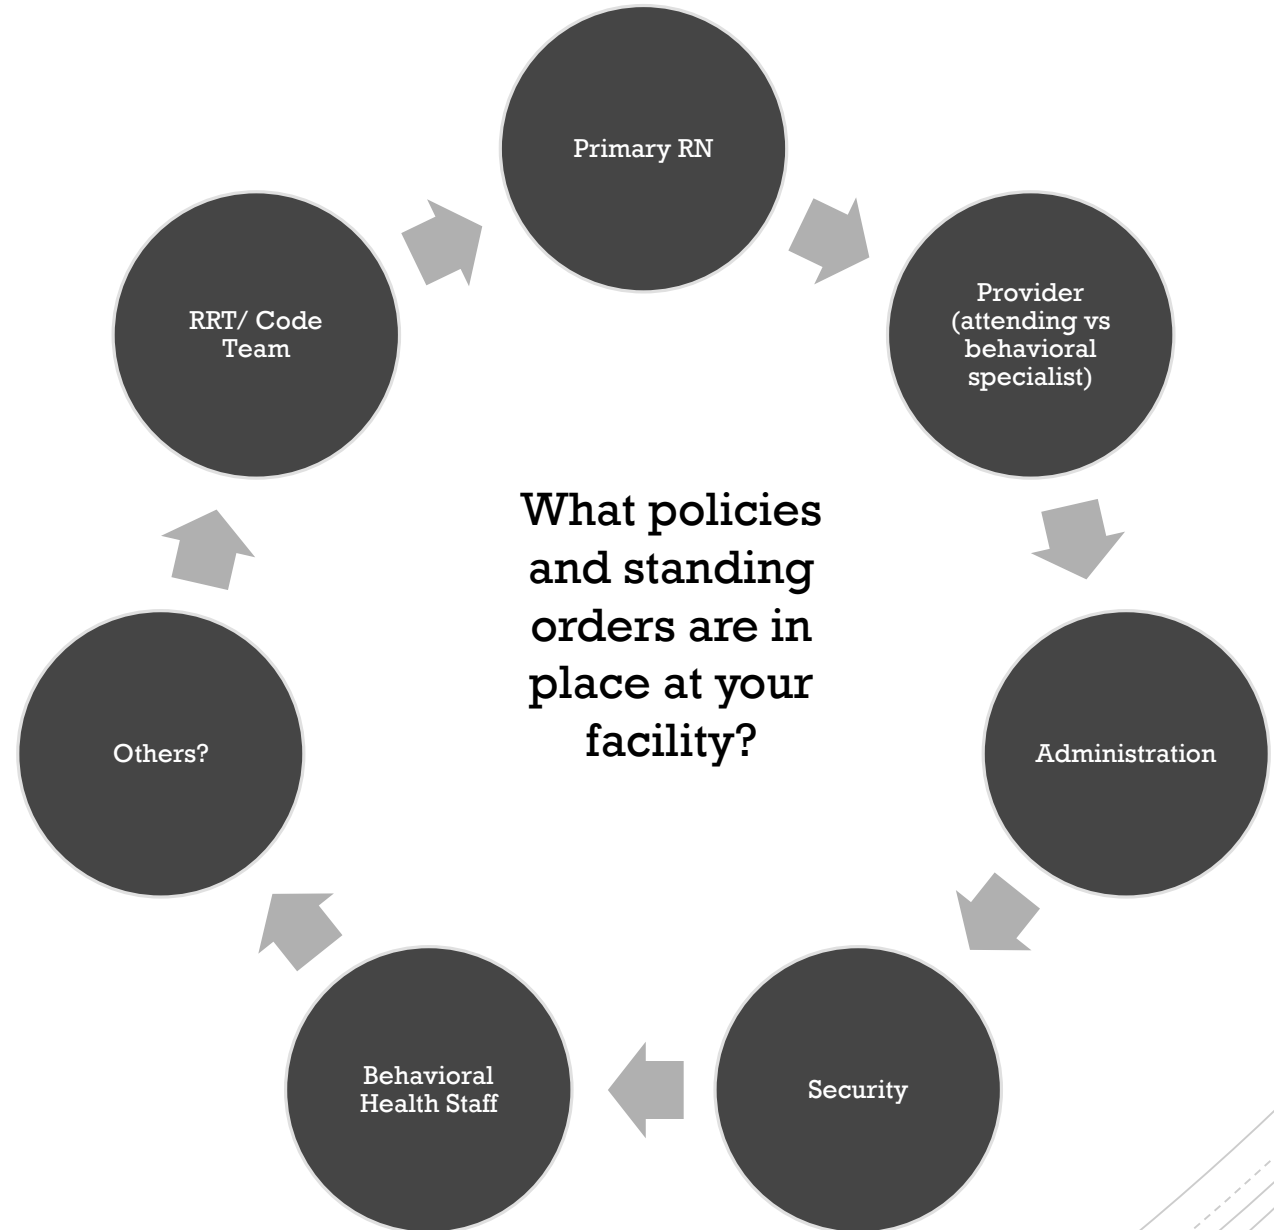 Primary RN
Provider
(attending vs
behavioral
specialist)
Administration
Security
Behavioral
Health Staff
Others?
RRT/ Code
Team
What policies
and standing
orders are in
place at your
facility?